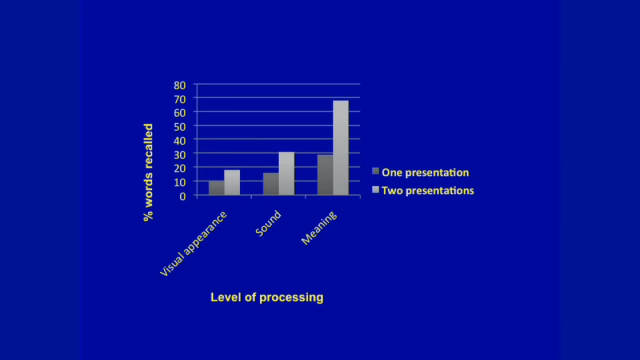 % words recalled
80
70
60
50
40
30
20
10
0
Visual appearance
Sound
Meaning
One presentation
Two presentations
Level of processing